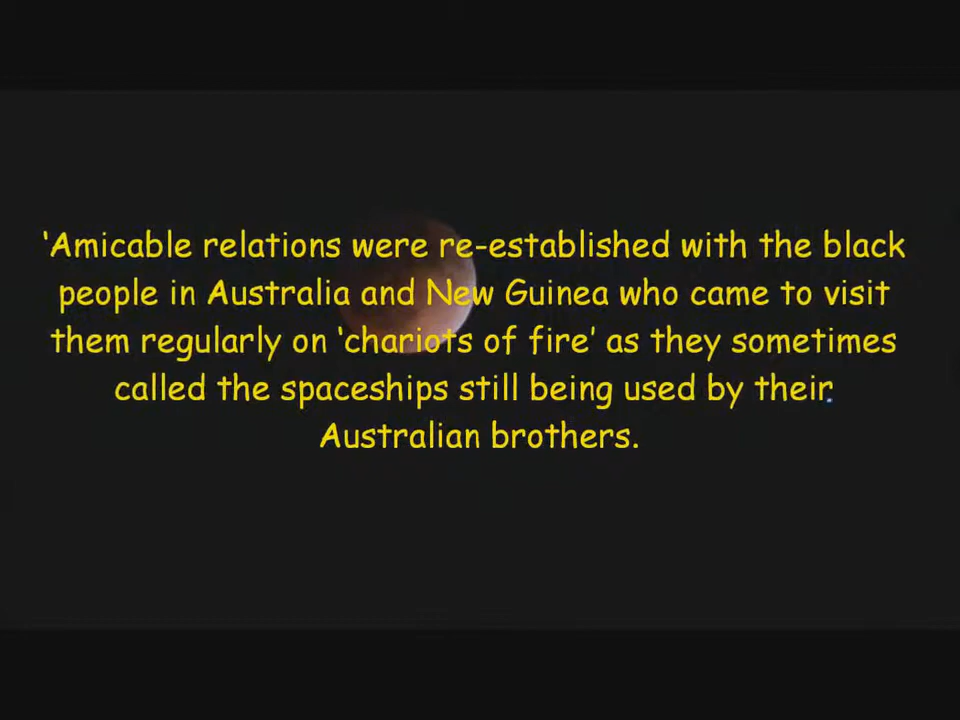 ‘Amicable relations were re-established with the black
people in Australia and New Guinea who came to visit
them regularly on ‘chariots of fire’ as they sometimes
called the spaceships still being used by their
Australian brothers.